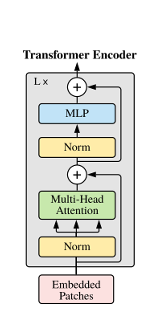 Transformer Encoder
L x
+
MLP
Norm
+
Multi-Head
Attention
Norm
Embedded
Patches